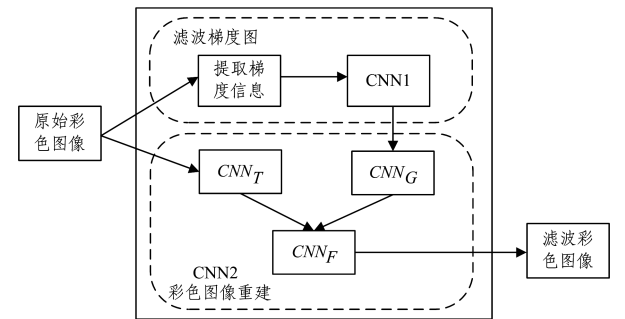 滤波梯度图
提取梯
度信息
CNN1
原始彩
色图像
CNN_T
CNN_G
CNN_F
滤波彩
色图像
CNN2
彩色图像重建